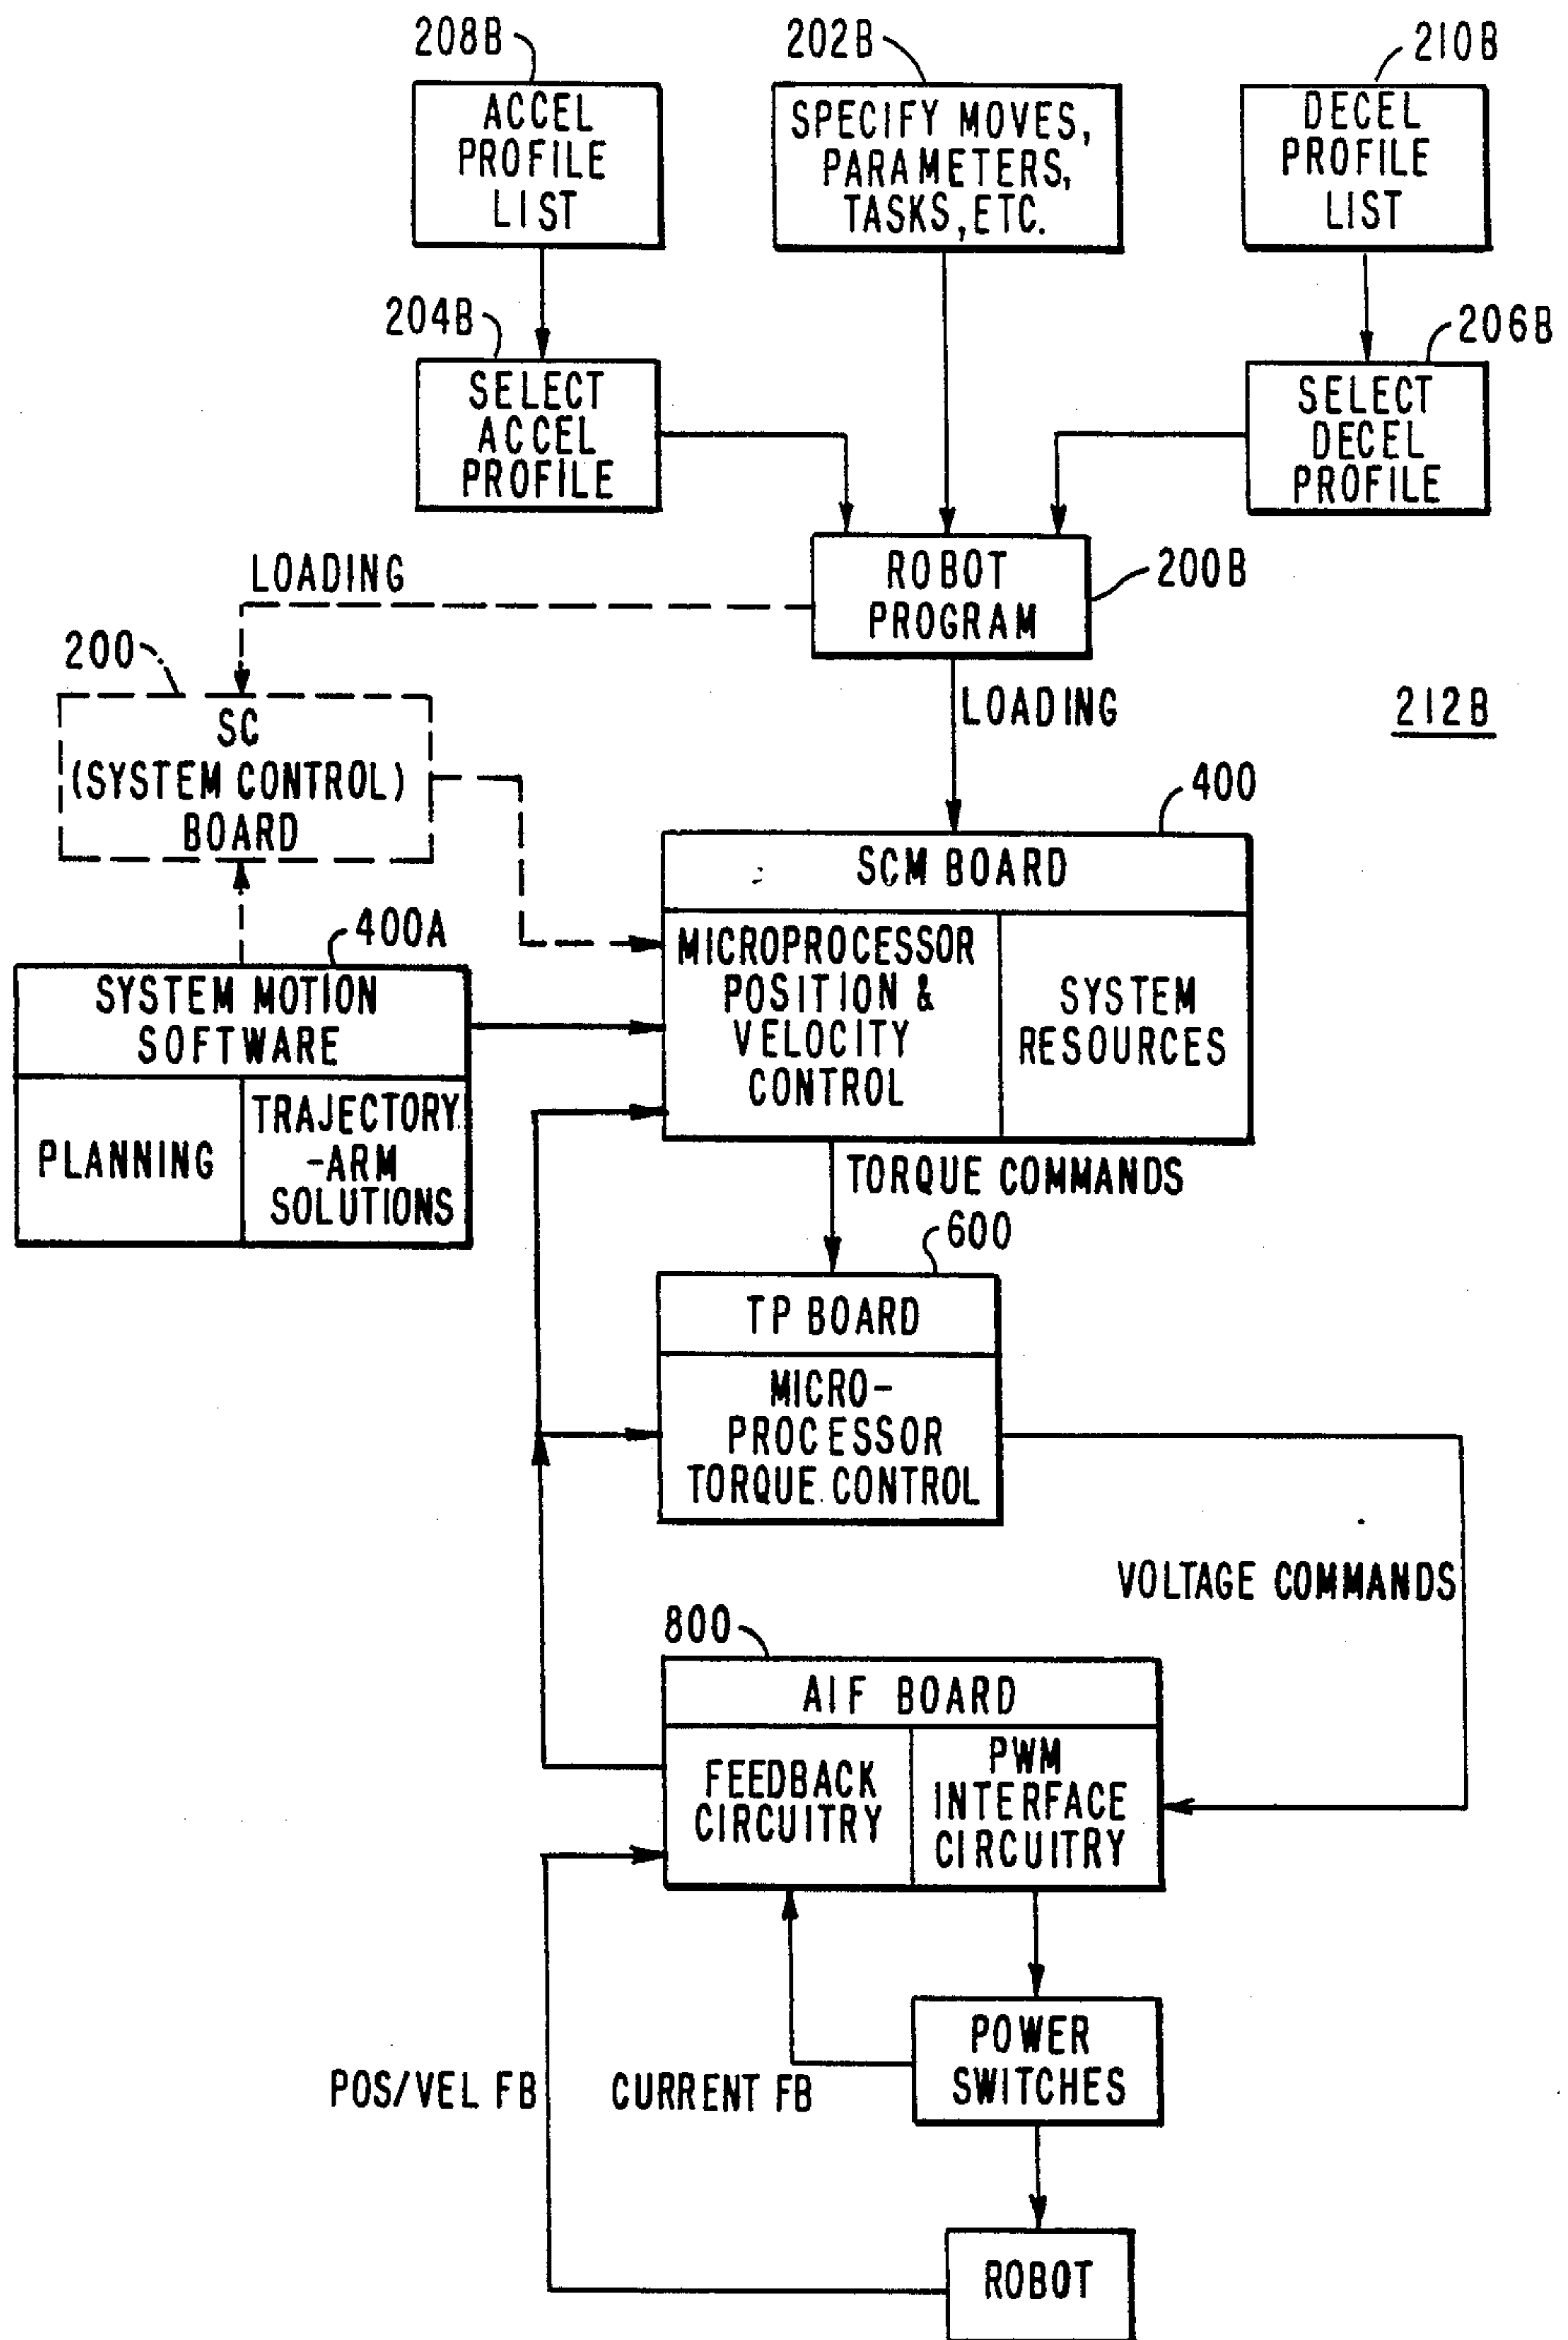 208B
202B
210B
ACCEL
PROFILE
LIST
SPECIFY MOVES,
PARAMETERS,
TASKS, ETC.
DECEL
PROFILE
LIST
204B
206B
SELECT
ACCEL
PROFILE
SELECT
DECEL
PROFILE
LOADING
ROBOT
PROGRAM
200B
200
LOADING
212B
SC
(SYSTEM CONTROL)
BOARD
400
SCM BOARD
400A
SYSTEM MOTION
SOFTWARE
PLANNING
TRAJECTORY
-ARM
SOLUTIONS
MICROPROCESSOR
POSITION &
VELOCITY
CONTROL
SYSTEM
RESOURCES
TORQUE COMMANDS
600
TP BOARD
MICRO-
PROCESSOR
TORQUE CONTROL
VOLTAGE COMMANDS
800
AIF BOARD
FEEDBACK
CIRCUITRY
PWM
INTERFACE
CIRCUITRY
POWER
SWITCHES
POS/VEL FB
CURRENT FB
ROBOT